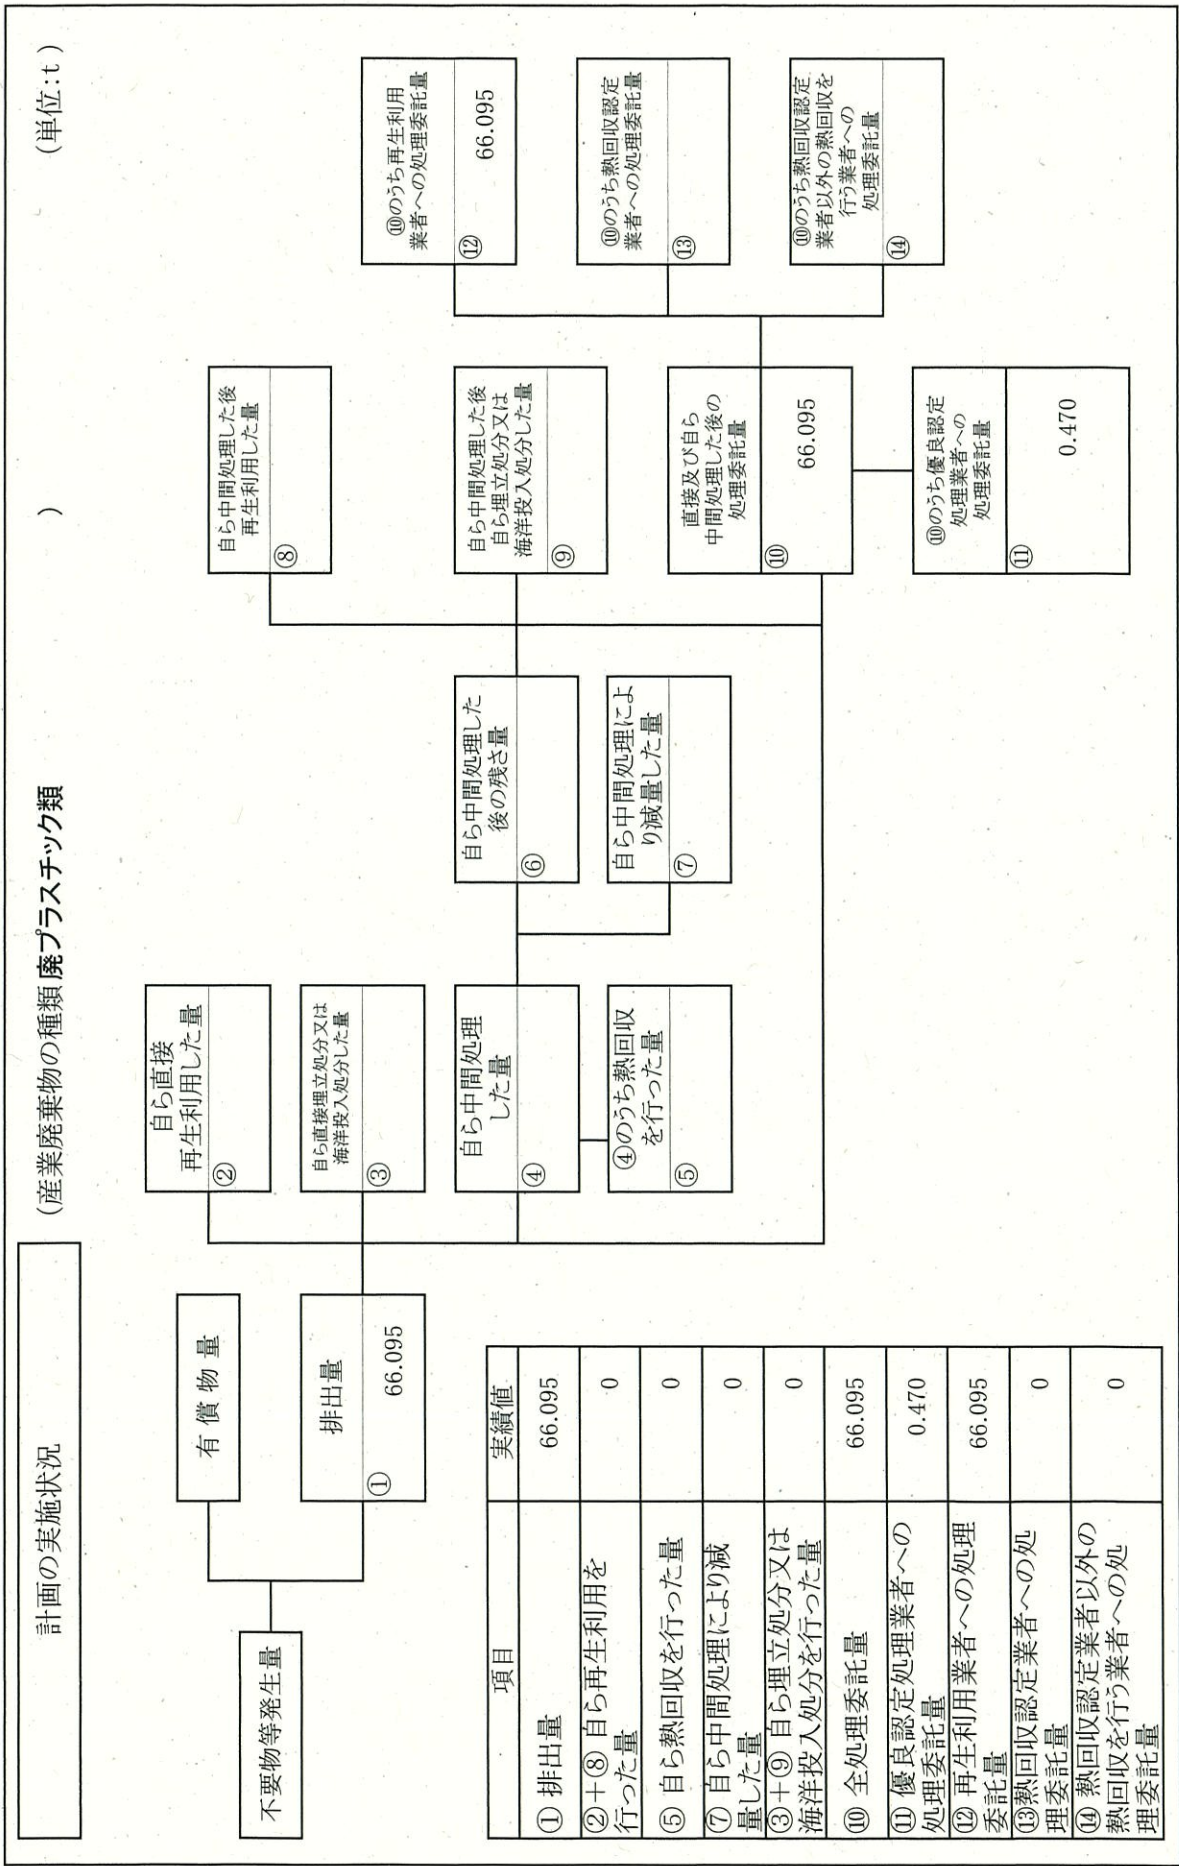 計画の実施状況
(産業廃棄物の種類 廃プラスチック類
)
(単位:t)
不要物等発生量
有償物量
排出量
①
66.095
自ら直接
再生利用した量
②
自ら直接埋立処分又は
海洋投入処分した量
③
自ら中間処理
した量
④
④のうち熱回収
を行った量
⑤
自ら中間処理した
後の残さ量
⑥
自ら中間処理によ
り減量した量
⑦
自ら中間処理した後
再生利用した量
⑧
自ら中間処理した後
自ら埋立処分又は
海洋投入処分した量
⑨
直接及び自ら
中間処理した後の
処理委託量
⑩
66.095
⑩のうち優良認定
処理業者への
処理委託量
⑪
0.470
⑩のうち再生利用
業者への処理委託量
⑫
66.095
⑩のうち熱回収認定
業者への処理委託量
⑬
⑩のうち熱回収認定
業者以外の熱回収を
行う業者への
処理委託量
⑭
項目 実績値
① 排出量 66.095
②+⑧ 自ら再生利用を
行った量 0
⑤ 自ら熱回収を行った量 0
⑦ 自ら中間処理により減
量した量 0
③+⑨ 自ら埋立処分又は
海洋投入処分を行った量 0
⑩ 全処理委託量 66.095
⑪ 優良認定処理業者への
処理委託量 0.470
⑫ 再生利用業者への処理
委託量 66.095
⑬熱回収認定業者への処
理委託量 0
⑭ 熱回収認定業者以外の
熱回収を行う業者への処
理委託量 0